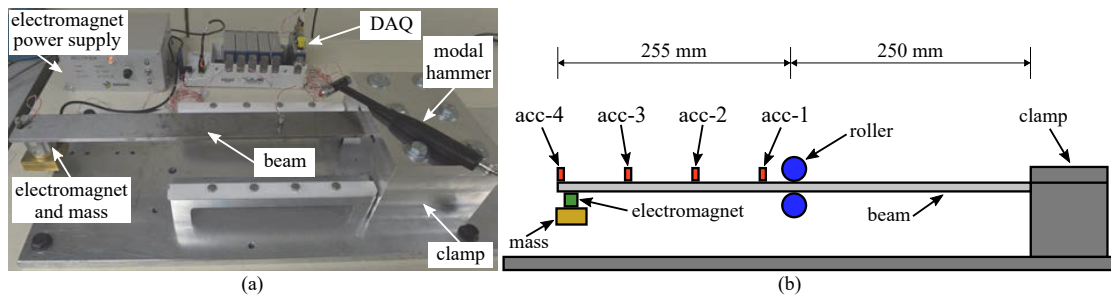 electromagnet
power supply
DAQ
modal
hammer
beam
electromagnet
and mass
clamp
(a)
255 mm
250 mm
acc-4
acc-3
acc-2
acc-1
roller
clamp
electromagnet
mass
beam
(b)